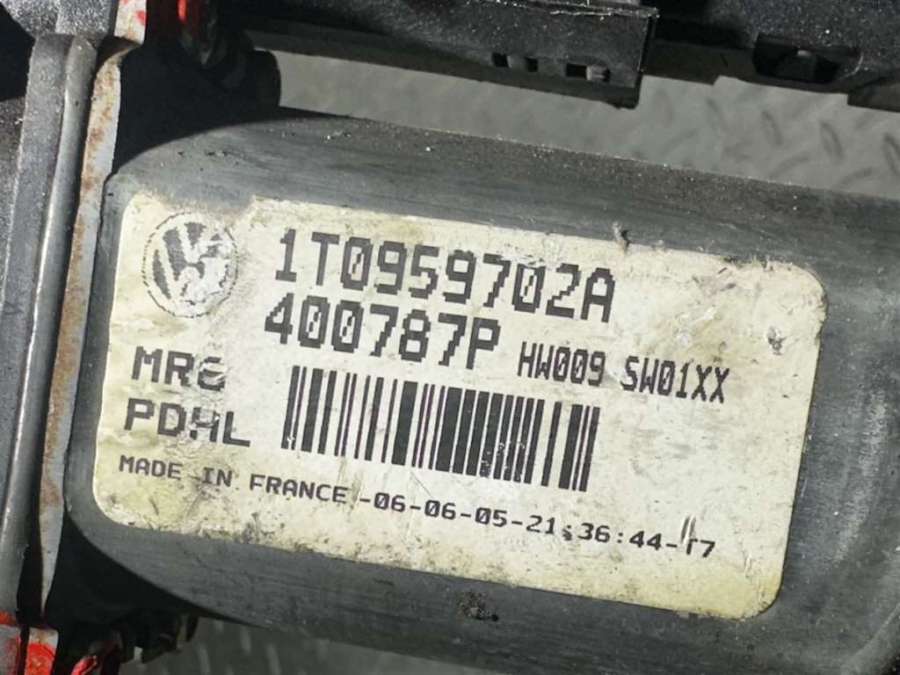 1T0959702A
400787P HW009 SW01XX
MRG
PDHL
MADE IN FRANCE-06-06-05-21:36:44-17